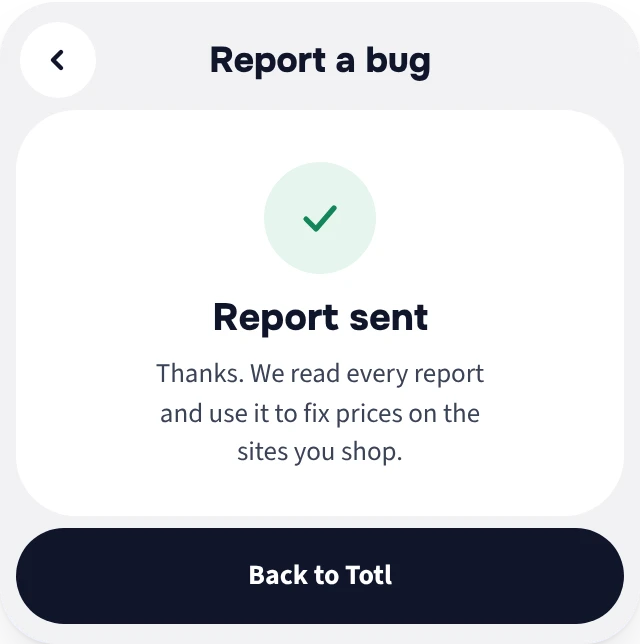 Report a bug
Report sent
Thanks. We read every report
and use it to fix prices on the
sites you shop.
Back to Totl